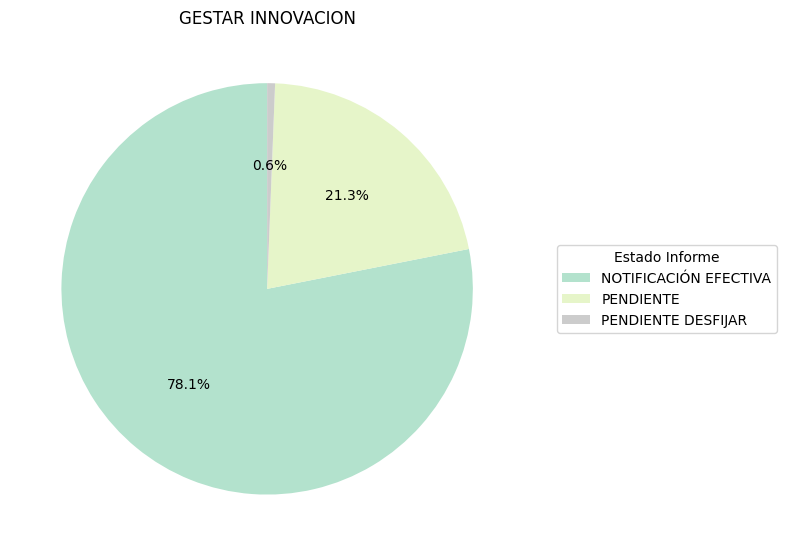 GESTAR INNOVACION
0.6%
21.3%
78.1%
Estado Informe
NOTIFICACIÓN EFECTIVA
PENDIENTE
PENDIENTE DESFIJAR